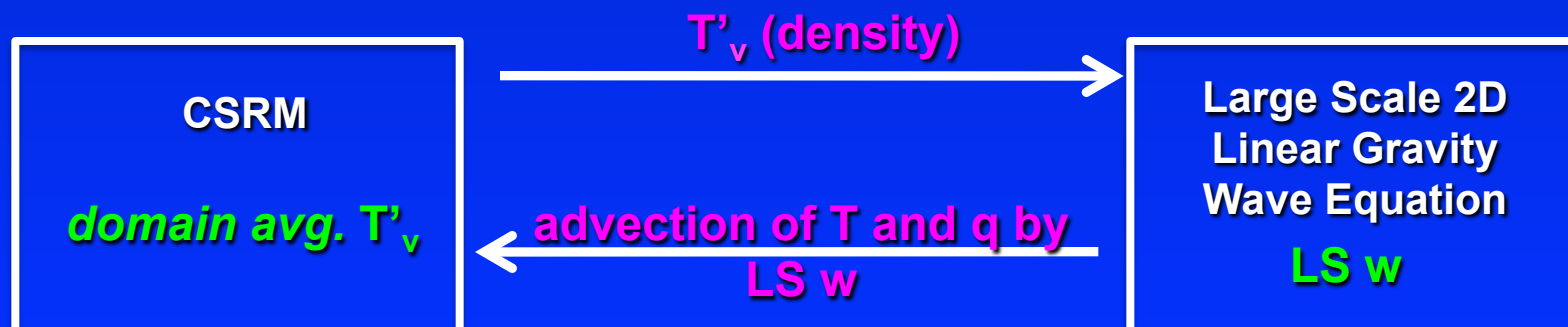 T’v (density)
CSRM
domain avg. T’v
advection of T and q by
LS w
Large Scale 2D
Linear Gravity
Wave Equation
LS w